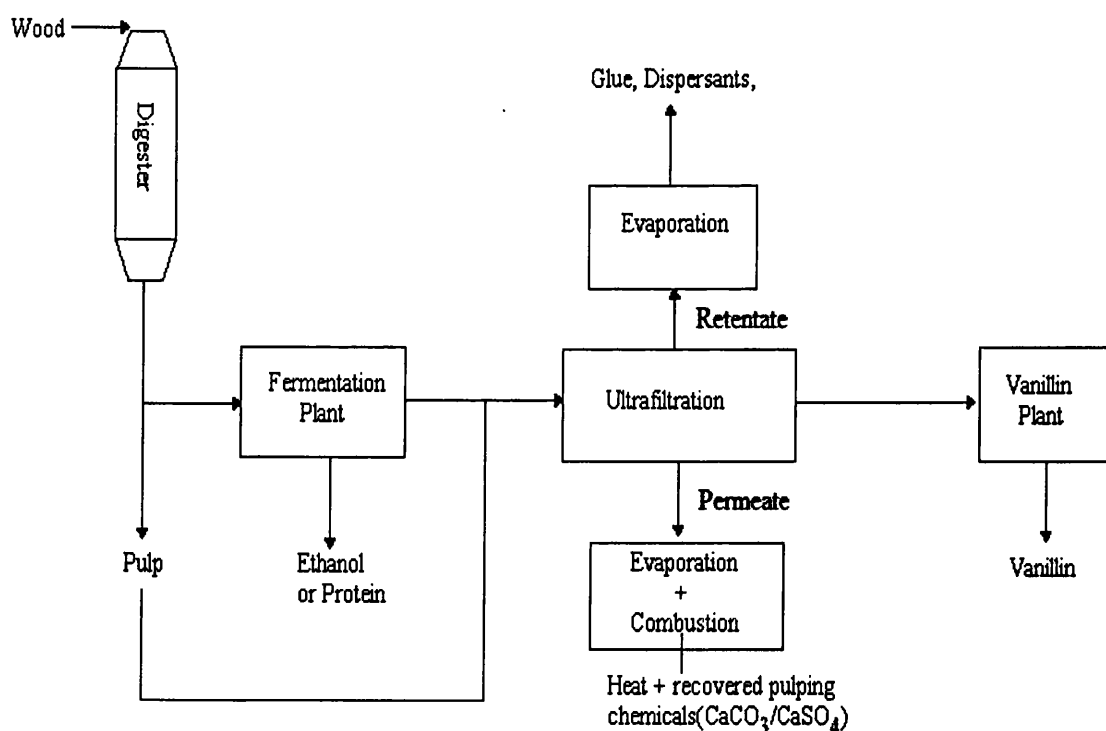 Wood
Digester
Glue, Dispersants,
Evaporation
Retentate
Fermentation
Plant
Ultrafiltration
Vanillin
Plant
Permeate
Pulp
Ethanol
or Protein
Evaporation
+
Combustion
Vanillin
Heat + recovered pulping
chemicals(CaCO₃/CaSO₄)